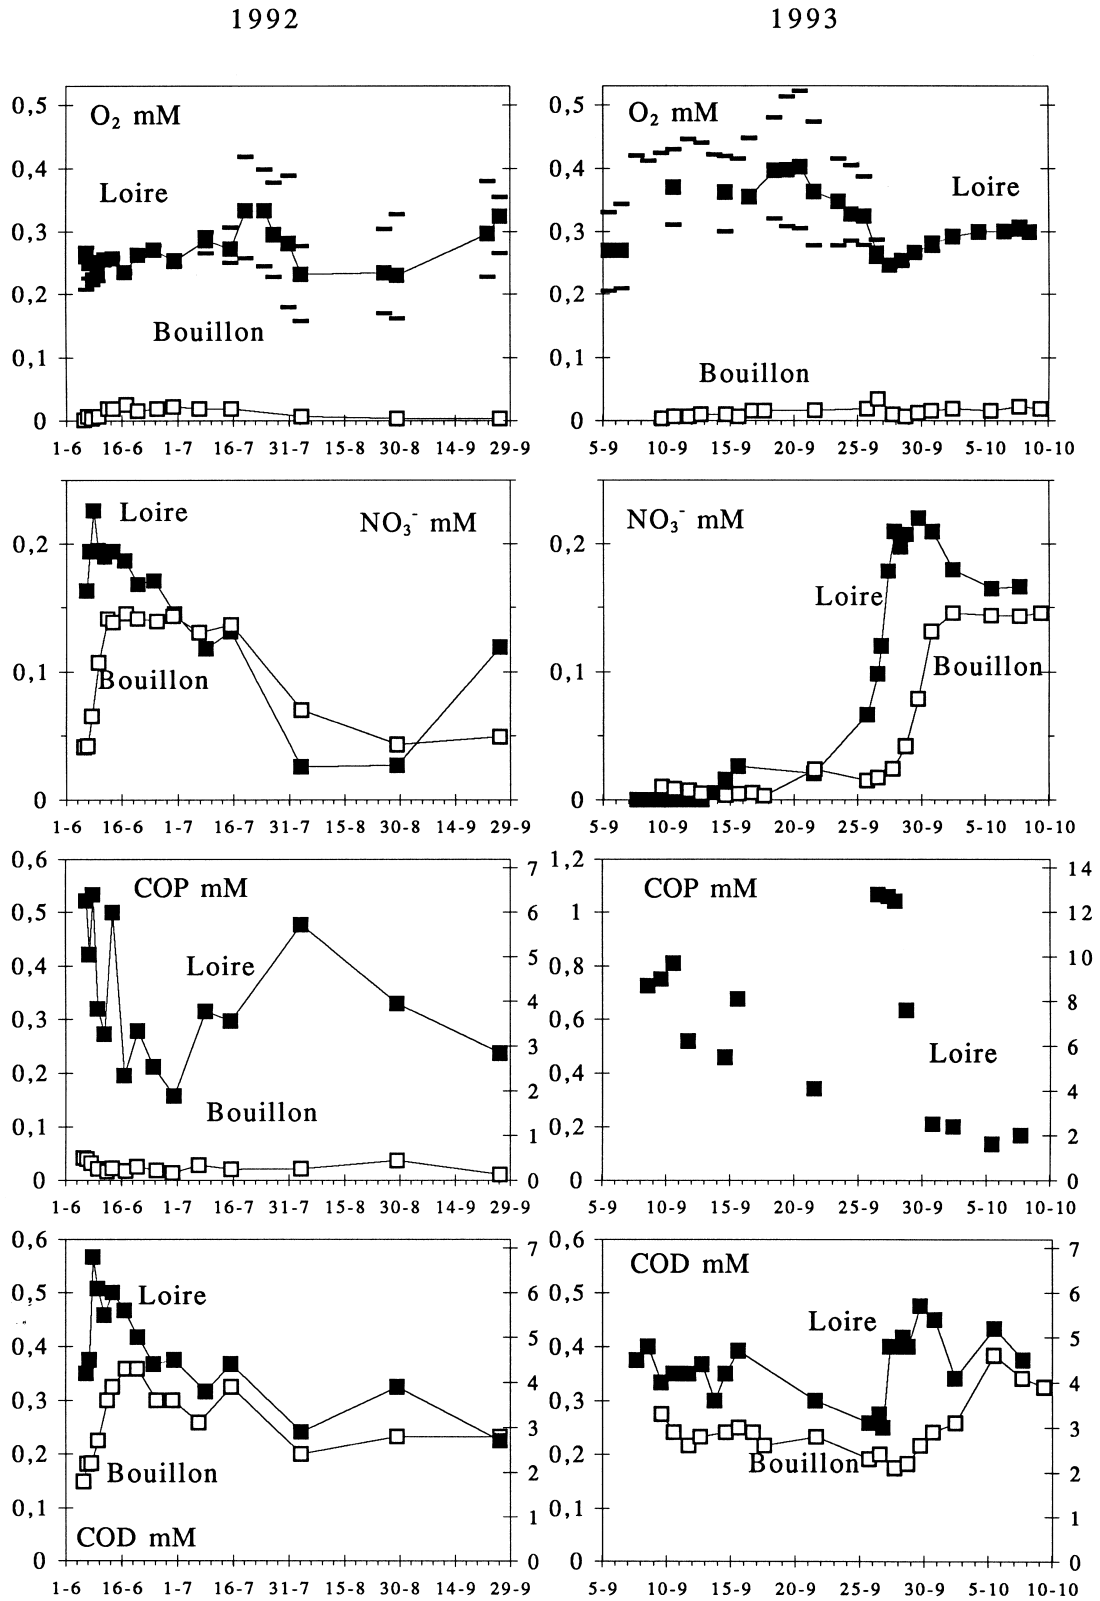 1992 1993
0,5 O₂ mM 0,5 O₂ mM
0,4 Loire 0,4 Loire
0,3 0,3
0,2 Bouillon 0,2
0,1 0,1 Bouillon
0 0
1-6 16-6 1-7 16-7 31-7 15-8 30-8 14-9 29-9 5-9 10-9 15-9 20-9 25-9 30-9 5-10 10-10
Loire NO₃⁻ mM NO₃⁻ mM
0,2 0,2
Loire
0,1 Bouillon 0,1 Bouillon
0 0
1-6 16-6 1-7 16-7 31-7 15-8 30-8 14-9 29-9 5-9 10-9 15-9 20-9 25-9 30-9 5-10 10-10
0,6 COP mM 7 1,2 COP mM 14
0,5 6 1 12
0,4 Loire 5 0,8 10
0,3 4 0,6 8
0,2 3 0,4 Loire 6
0,1 Bouillon 2 0,2 4
0 1 0 2
0 0
1-6 16-6 1-7 16-7 31-7 15-8 30-8 14-9 29-9 5-9 10-9 15-9 20-9 25-9 30-9 5-10 10-10
0,6 7 0,6 COD mM 7
0,5 Loire 6 0,5 Loire 6
0,4 5 0,4 5
0,3 4 0,3 4
0,2 Bouillon 3 0,2 Bouillon 3
0,1 2 0,1 2
0 COD mM 1 0 1
0 0
1-6 16-6 1-7 16-7 31-7 15-8 30-8 14-9 29-9 5-9 10-9 15-9 20-9 25-9 30-9 5-10 10-10